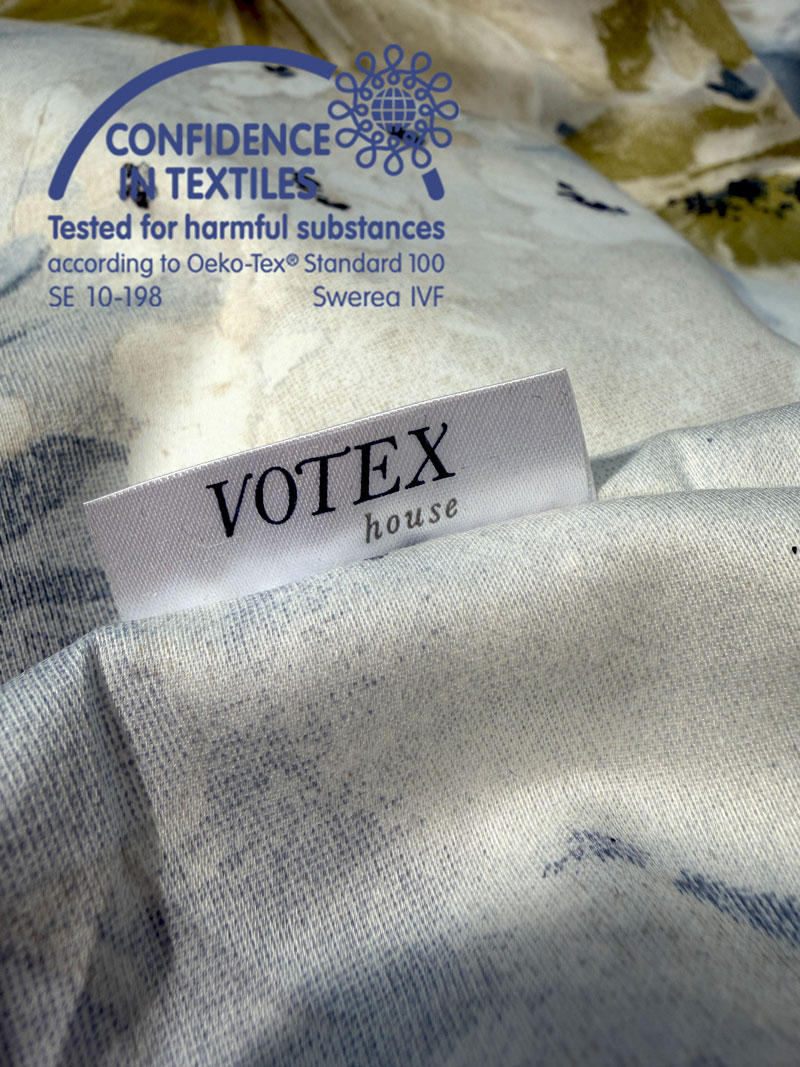 CONFIDENCE
IN TEXTILES
Tested for harmful substances
according to Oeko-Tex® Standard 100
SE 10-198 Swerea IVF
VOTEX
house